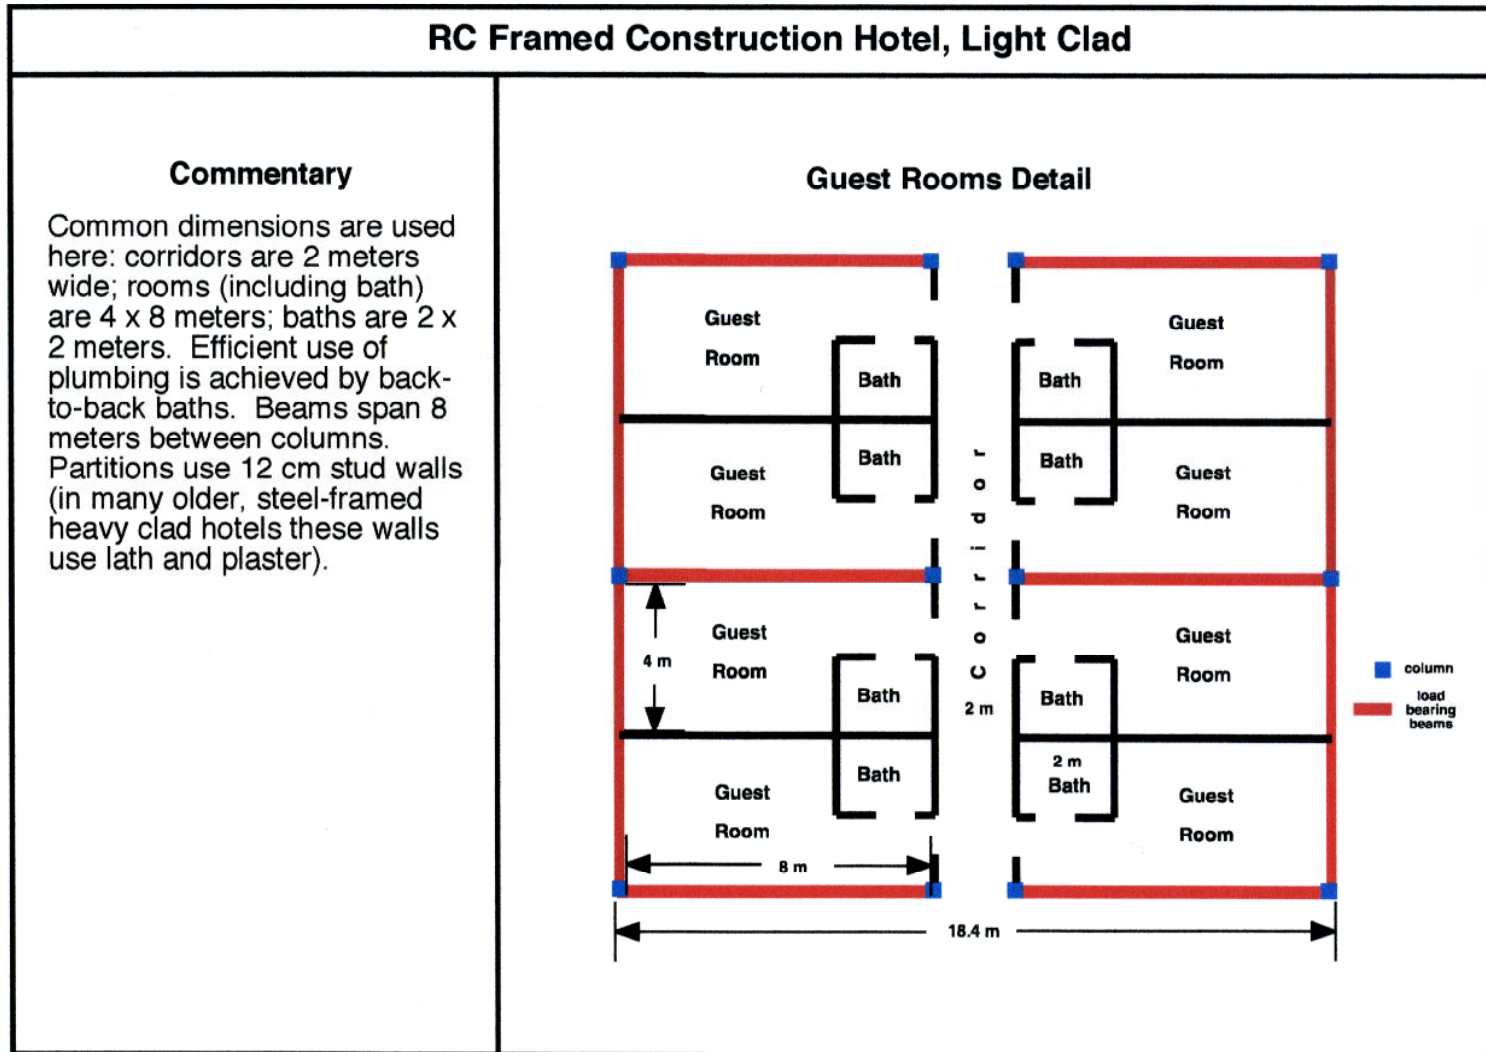 RC Framed Construction Hotel, Light Clad
Commentary
Common dimensions are used
here: corridors are 2 meters
wide; rooms (including bath)
are 4 x 8 meters; baths are 2 x
2 meters.  Efficient use of
plumbing is achieved by back-
to-back baths.  Beams span 8
meters between columns.
Partitions use 12 cm stud walls
(in many older, steel-framed
heavy clad hotels these walls
use lath and plaster).
Guest Rooms Detail
Guest
Room
Bath
Bath
Guest
Room
Guest
Room
Bath
Bath
Guest
Room
Corridor
2 m
Guest
Room
4 m
Bath
Bath
Guest
Room
8 m
Guest
Room
Bath
2 m
Bath
Guest
Room
18.4 m
column
load
bearing
beams